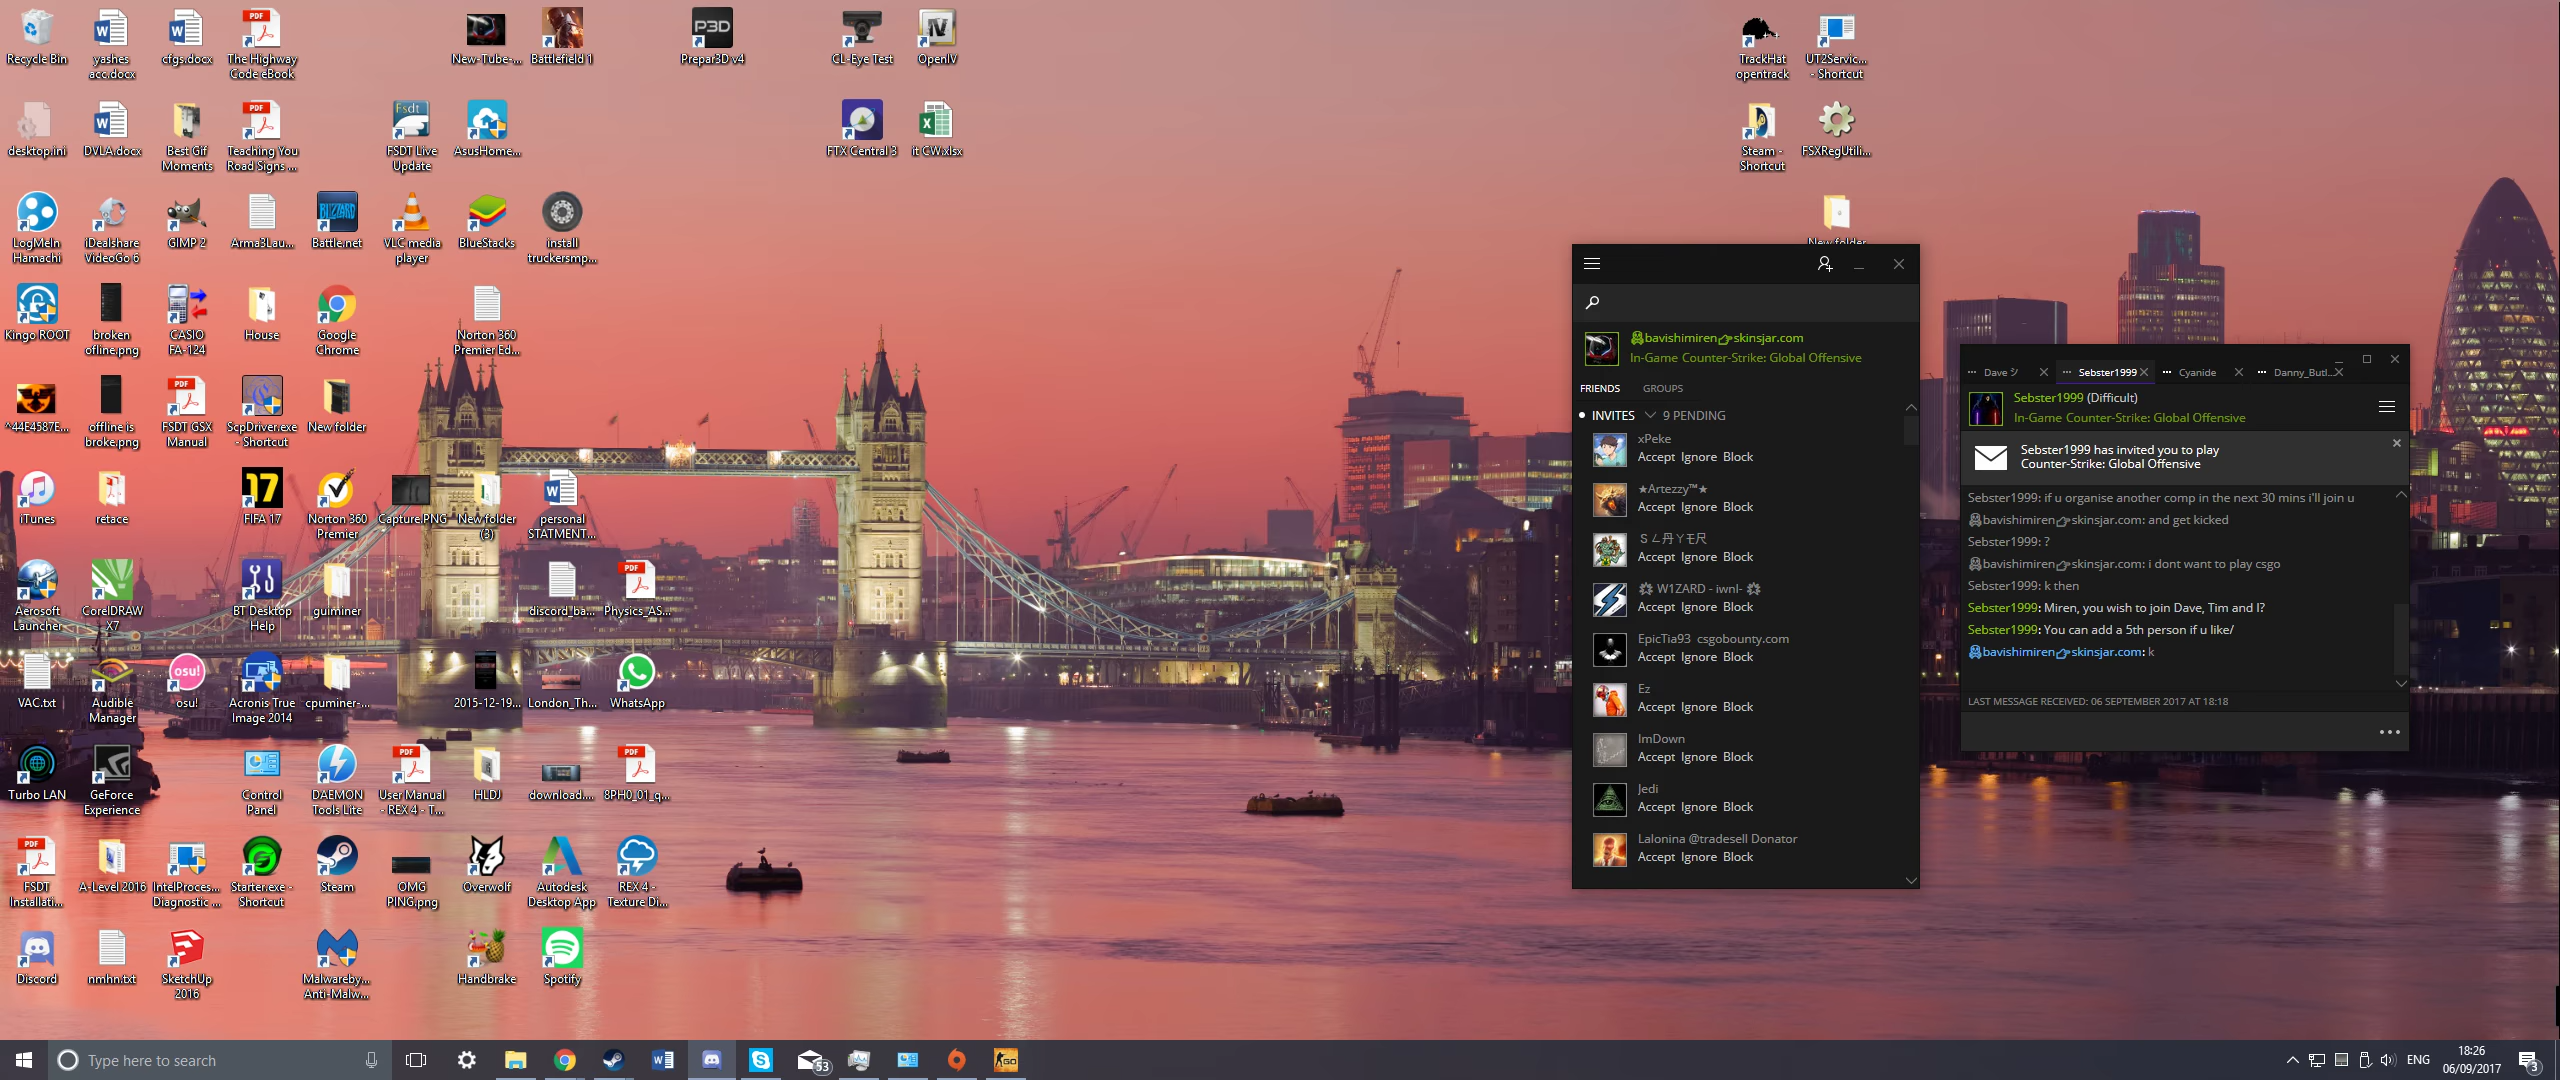 Recycle Bin
yashes
acc.docx
cfgs.docx
The Highway
Code eBook
New-Tube-...
Battlefield 1
P3D
Prepar3D v4
CL-Eye Test
IV
OpenIV
TrackHat
opentrack
UT2Servic...
- Shortcut
desktop.ini
DVLA.docx
Best Gif
Moments
Teaching You
Road Signs ...
Fsdt
FSDT Live
Update
AsusHome...
FTX Central 3
it CW.xlsx
Steam -
Shortcut
FSXRegUtili...
LogMeIn
Hamachi
iDealshare
VideoGo 6
GIMP 2
Arma3Lau...
BLIZZARD
Battle.net
VLC media
player
BlueStacks
install
truckersmp...
New folder
Kingo ROOT
broken
ofline.png
CASIO
FA-124
House
Google
Chrome
Norton 360
Premier Ed...
^44E4587E...
offline is
broke.png
FSDT GSX
Manual
ScpDriver.exe
- Shortcut
New folder
iTunes
retace
17
FIFA 17
Norton 360
Premier
Capture.PNG
New folder
(3)
personal
STATMENT...
Aerosoft
Launcher
CorelDRAW
X7
BT Desktop
Help
guiminer
discord_ba...
Physics_AS...
VAC.txt
Audible
Manager
osu!
osu!
Acronis True
Image 2014
cpuminer-...
2015-12-19...
London_Th...
WhatsApp
Turbo LAN
GeForce
Experience
Control
Panel
DAEMON
Tools Lite
User Manual
- REX 4 - T...
HLDJ
download....
8PH0_01_q...
FSDT
Installati...
A-Level 2016
IntelProces...
Diagnostic ...
Starter.exe -
Shortcut
Steam
OMG
PING.png
Overwolf
Autodesk
Desktop App
REX 4 -
Texture Di...
Discord
nmhn.txt
SketchUp
2016
Malwareby...
Anti-Malw...
Handbrake
Spotify
bavishimiren👉skinsjar.com
In-Game Counter-Strike: Global Offensive
FRIENDS GROUPS
INVITES 9 PENDING
xPeke
Accept Ignore Block
★Artezzy™★
Accept Ignore Block
Ｓㄥ丹ㄚモ尺
Accept Ignore Block
W1ZARD - iwnl-
Accept Ignore Block
EpicTia93 csgobounty.com
Accept Ignore Block
Ez
Accept Ignore Block
ImDown
Accept Ignore Block
Jedi
Accept Ignore Block
Lalonina @tradesell Donator
Accept Ignore Block
Dave シ Sebster1999 Cyanide Danny_Butl...
Sebster1999 (Difficult)
In-Game Counter-Strike: Global Offensive
Sebster1999 has invited you to play
Counter-Strike: Global Offensive
Sebster1999: if u organise another comp in the next 30 mins i'll join u
bavishimiren👉skinsjar.com: and get kicked
Sebster1999: ?
bavishimiren👉skinsjar.com: i dont want to play csgo
Sebster1999: k then
Sebster1999: Miren, you wish to join Dave, Tim and I?
Sebster1999: You can add a 5th person if u like/
bavishimiren👉skinsjar.com: k
LAST MESSAGE RECEIVED: 06 SEPTEMBER 2017 AT 18:18
Type here to search
53
GO
ENG
18:26
06/09/2017
3